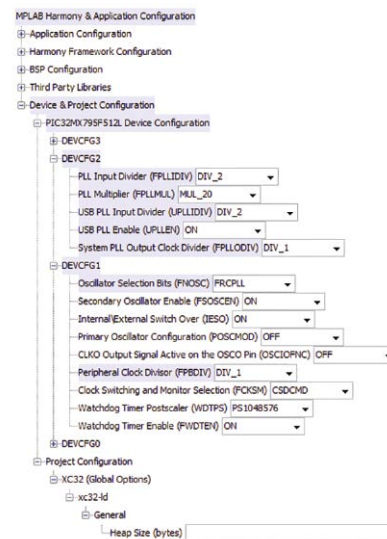 MPLAB Harmony & Application Configuration
Application Configuration
Harmony Framework Configuration
BSP Configuration
Third Party Libraries
Device & Project Configuration
PIC32MX795F512L Device Configuration
DEVCFG3
DEVCFG2
PLL Input Divider (FPLLIDIV) DIV_2
PLL Multiplier (FPLLMUL) MUL_20
USB PLL Input Divider (UPLLIDIV) DIV_2
USB PLL Enable (UPLLEN) ON
System PLL Output Clock Divider (FPLLODIV) DIV_1
DEVCFG1
Oscillator Selection Bits (FNOSC) FRCPLL
Secondary Oscillator Enable (FSOSCEN) ON
Internal\External Switch Over (IESO) ON
Primary Oscillator Configuration (POSCMOD) OFF
CLKO Output Signal Active on the OSCO Pin (OSCIOFNC) OFF
Peripheral Clock Divisor (FPBDIV) DIV_1
Clock Switching and Monitor Selection (FCKSM) CSDCMD
Watchdog Timer Postscaler (WDTPS) PS1048576
Watchdog Timer Enable (FWDTEN) ON
DEVCFG0
Project Configuration
XC32 (Global Options)
xc32-ld
General
Heap Size (bytes)